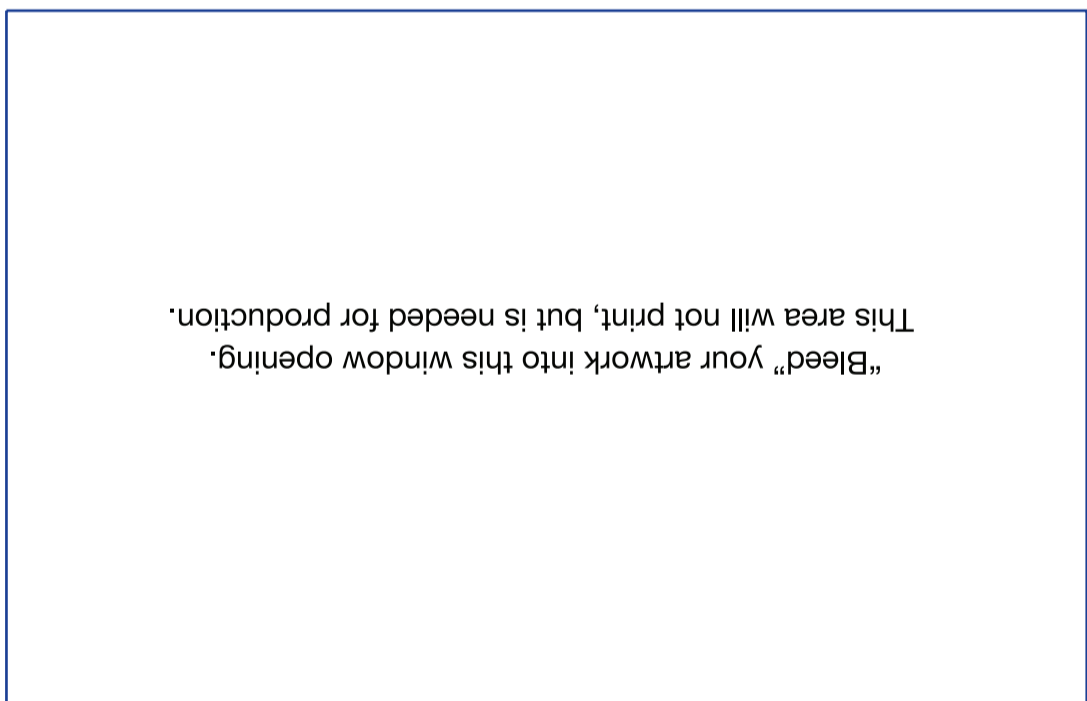 “Bleed” your artwork into this window opening.
This area will not print, but is needed for production.